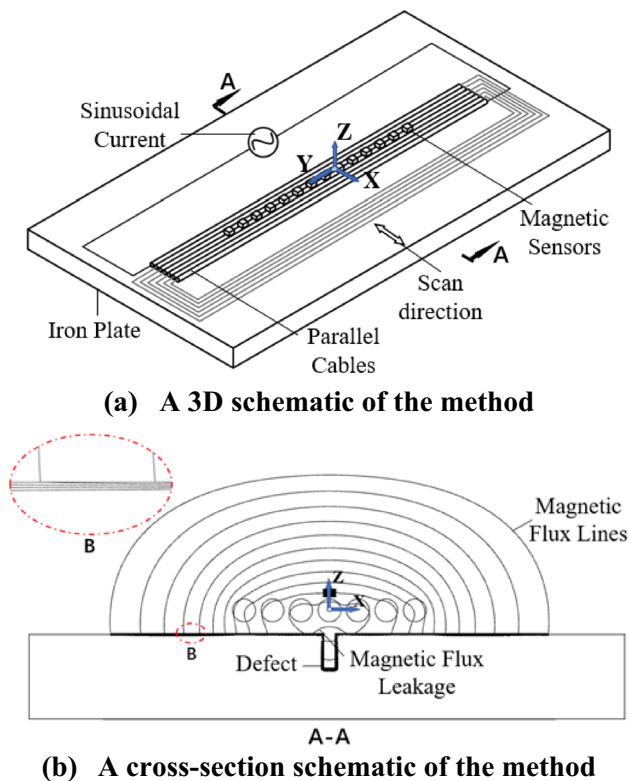 A
Sinusoidal
Current
Z
Y
X
Magnetic
Sensors
A
Scan
direction
Iron Plate
Parallel
Cables
(a) A 3D schematic of the method
B
Magnetic
Flux Lines
Z
X
B
Defect
Magnetic Flux
Leakage
A-A
(b) A cross-section schematic of the method